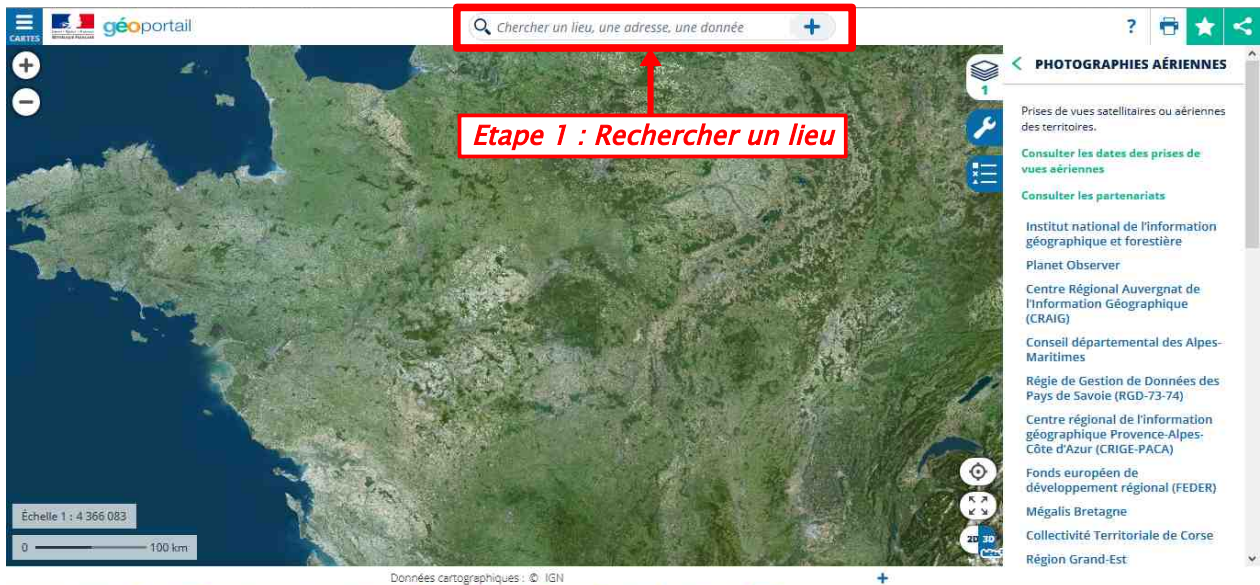 CARTES
géoportail
Chercher un lieu, une adresse, une donnée
?
Etape 1 : Rechercher un lieu
1
PHOTOGRAPHIES AÉRIENNES
Prises de vues satellitaires ou aériennes
des territoires.
Consulter les dates des prises de
vues aériennes
Consulter les partenariats
Institut national de l'information
géographique et forestière
Planet Observer
Centre Régional Auvergnat de
l'Information Géographique
(CRAIG)
Conseil départemental des Alpes-
Maritimes
Régie de Gestion de Données des
Pays de Savoie (RGD-73-74)
Centre régional de l'information
géographique Provence-Alpes-
Côte d'Azur (CRIGE-PACA)
Fonds européen de
développement régional (FEDER)
Mégalis Bretagne
Collectivité Territoriale de Corse
Région Grand-Est
Échelle 1 : 4 366 083
0 100 km
2D 3D
Données cartographiques : © IGN